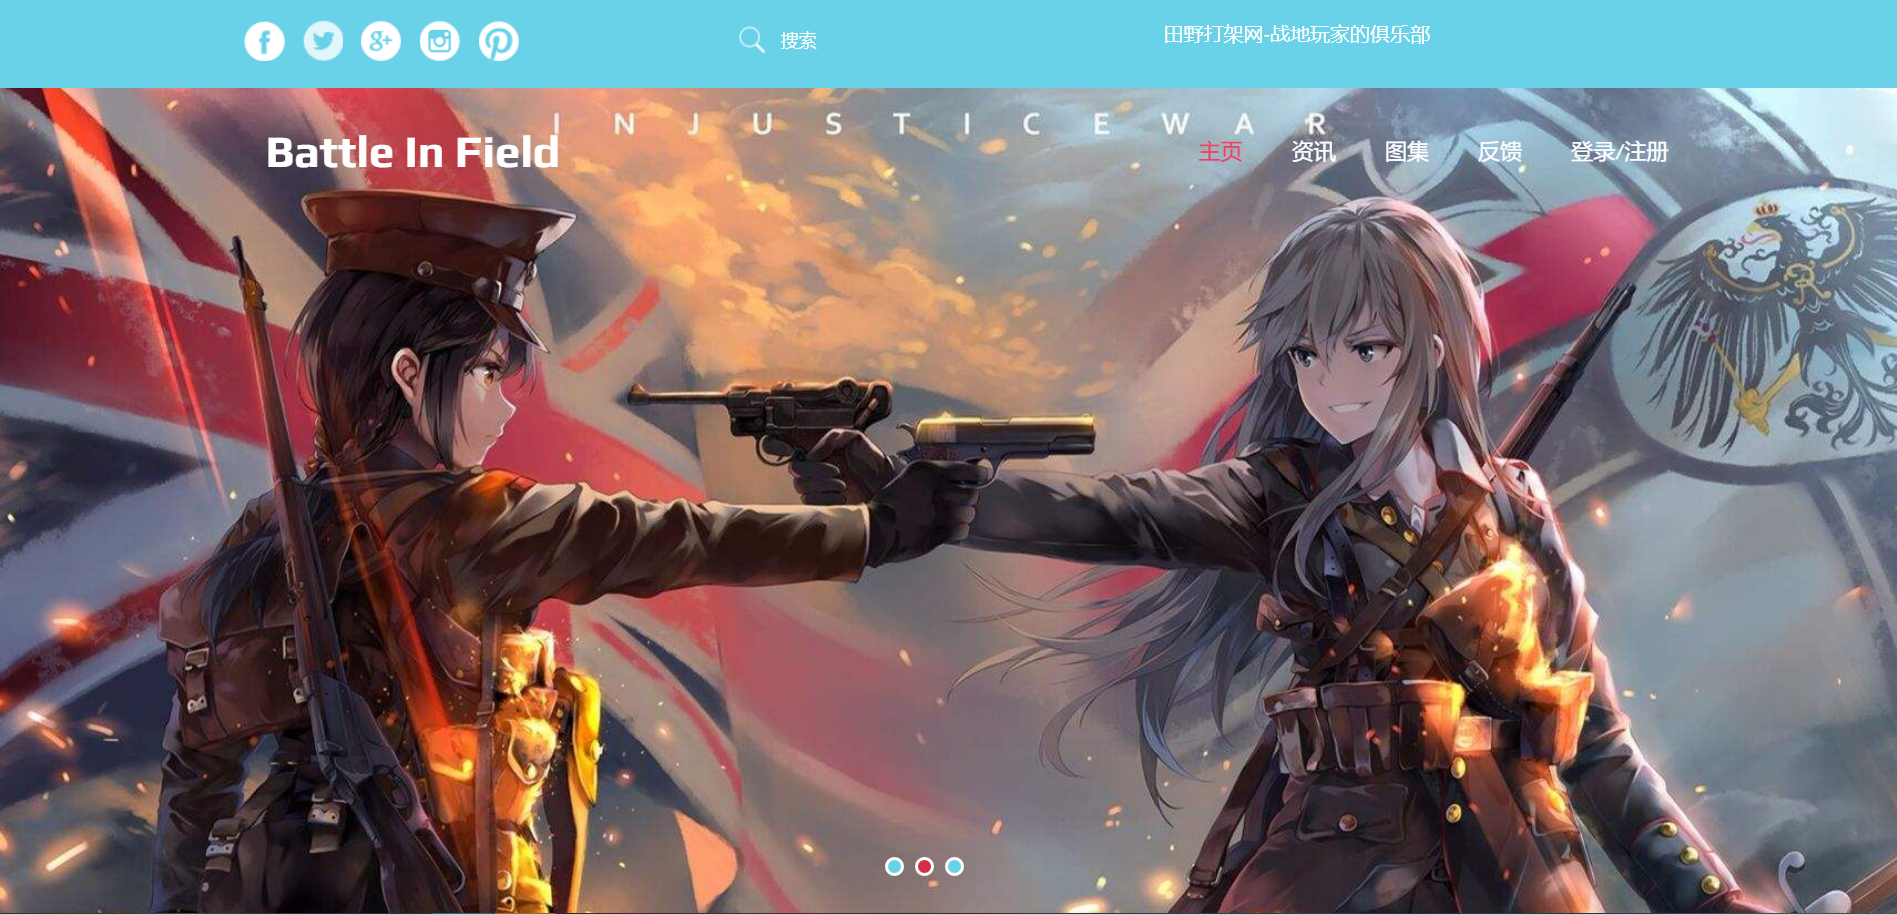 搜索
田野打架网-战地玩家的俱乐部
INJUSTICEWAR
Battle In Field
主页 资讯 图集 反馈 登录/注册